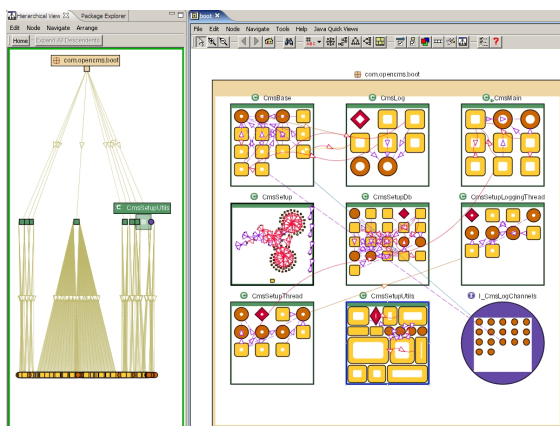 Hierarchical View
Package Explorer
Edit Node Navigate Arrange
Home Expand All Descendents
com.opencms.boot
CmsSetupUtils
boot
File Edit View Navigate Tools Help Java Quick Views
com.opencms.boot
CmsBase
CmsLog
CmsMain
CmsSetup
CmsSetupDb
CmsSetupLoggingThread
CmsSetupThread
CmsSetupUtils
I_CmsLogChannels